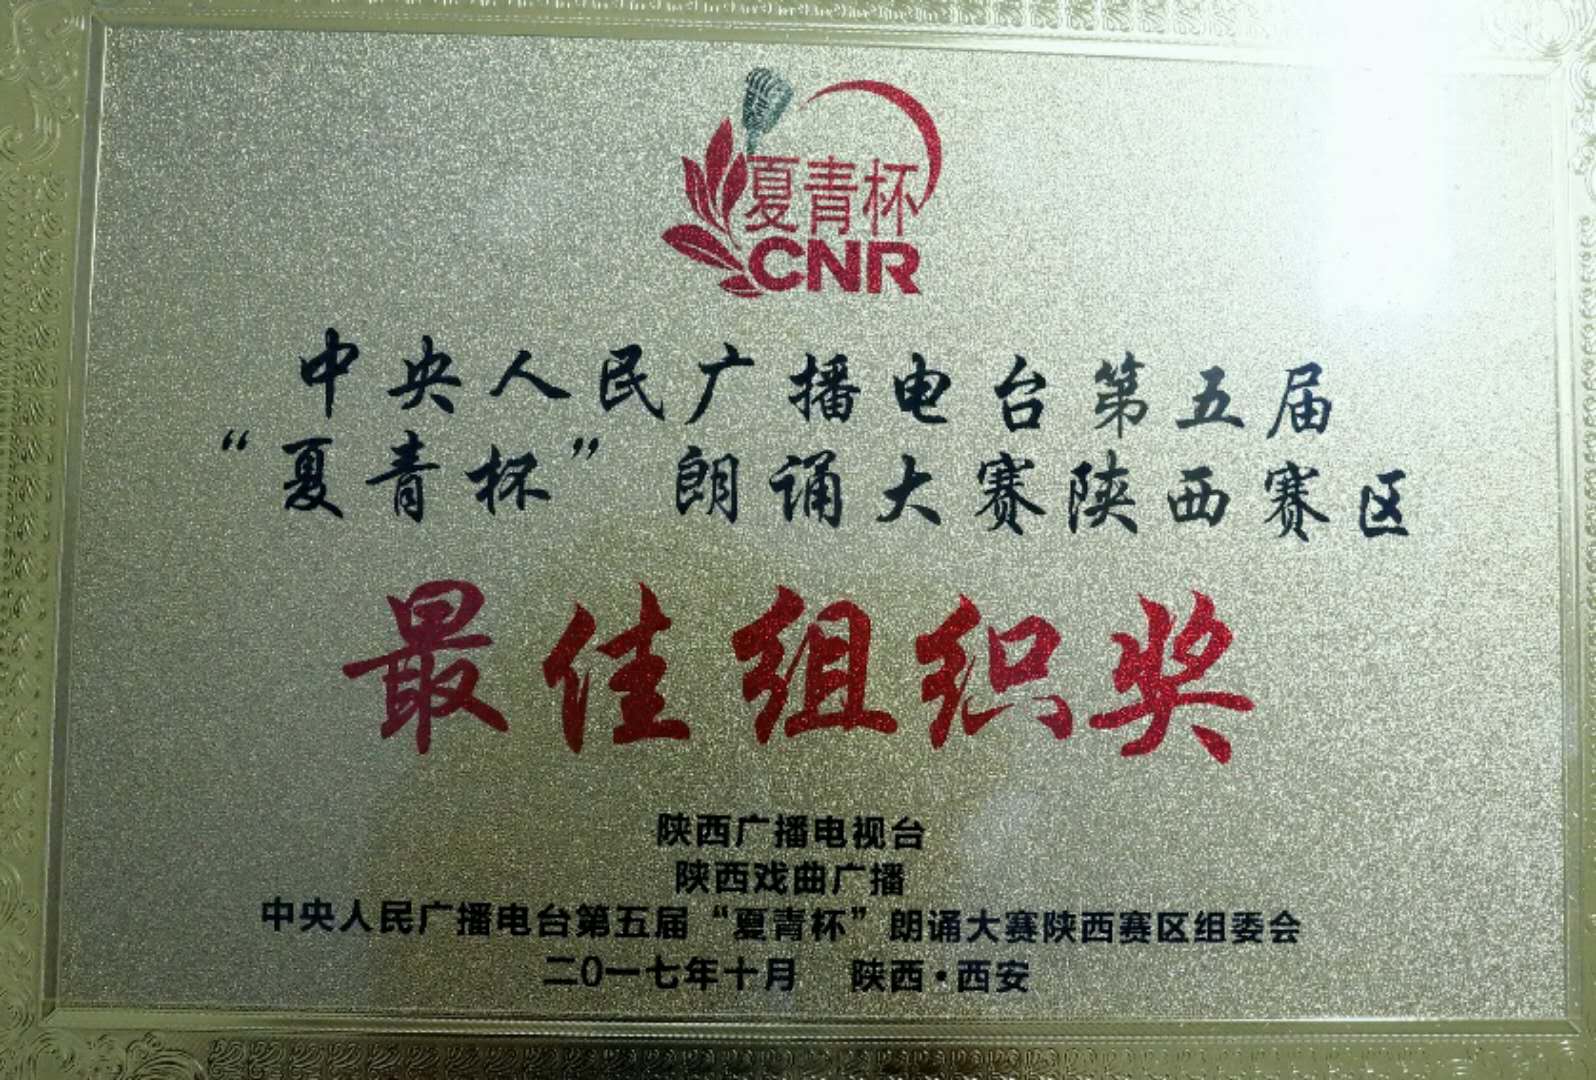 夏青杯
CNR
中央人民广播电台第五届
“夏青杯”朗诵大赛陕西赛区
最佳组织奖
陕西广播电视台
陕西戏曲广播
中央人民广播电台第五届“夏青杯”朗诵大赛陕西赛区组委会
二〇一七年十月 陕西·西安